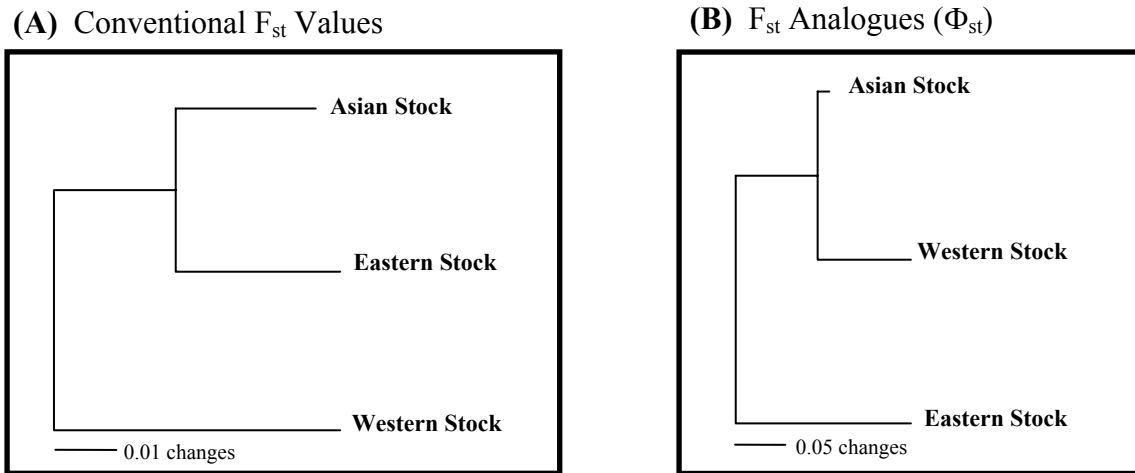 (A) Conventional Fst Values
Asian Stock
Eastern Stock
Western Stock
0.01 changes
(B) Fst Analogues (Φst)
Asian Stock
Western Stock
Eastern Stock
0.05 changes